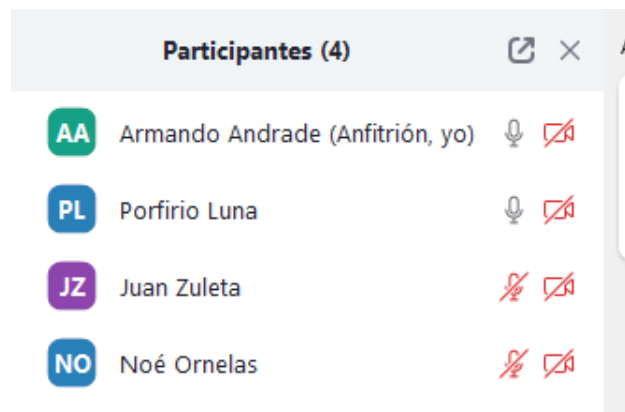 Participantes (4)
AA Armando Andrade (Anfitrión, yo)
PL Porfirio Luna
JZ Juan Zuleta
NO Noé Ornelas